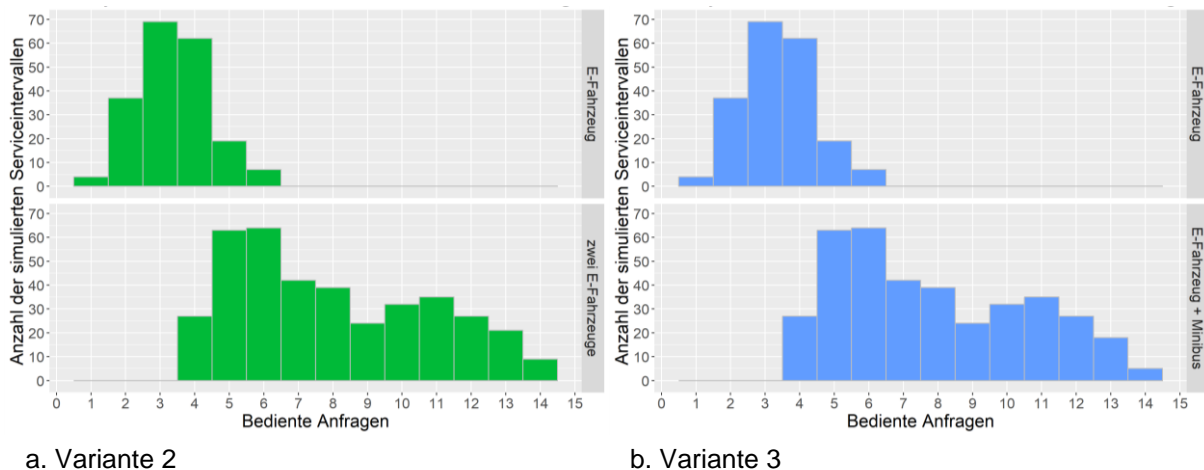 Anzahl der simulierten Serviceintervallen
70
60
50
40
30
20
10
0
E-Fahrzeug
70
60
50
40
30
20
10
0
zwei E-Fahrzeuge
0 1 2 3 4 5 6 7 8 9 10 11 12 13 14 15
Bediente Anfragen
a. Variante 2
Anzahl der simulierten Serviceintervallen
70
60
50
40
30
20
10
0
E-Fahrzeug
70
60
50
40
30
20
10
0
E-Fahrzeug + Minibus
0 1 2 3 4 5 6 7 8 9 10 11 12 13 14 15
Bediente Anfragen
b. Variante 3